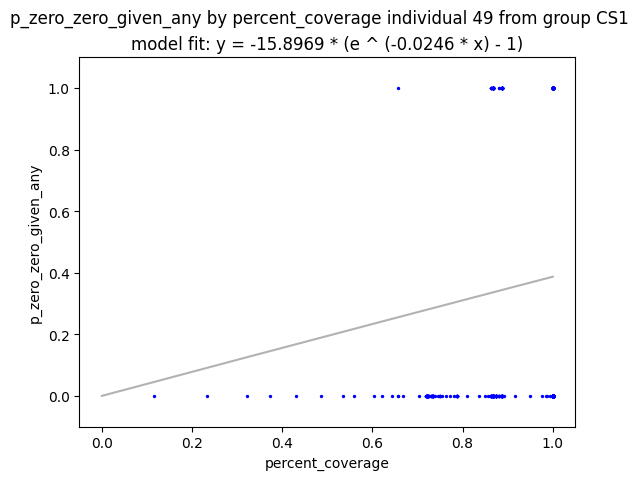 p_zero_zero_given_any by percent_coverage individual 49 from group CS1
model fit: y = -15.8969 * (e ^ (-0.0246 * x) - 1)
1.0
0.8
0.6
0.4
0.2
0.0
p_zero_zero_given_any
0.0 0.2 0.4 0.6 0.8 1.0
percent_coverage